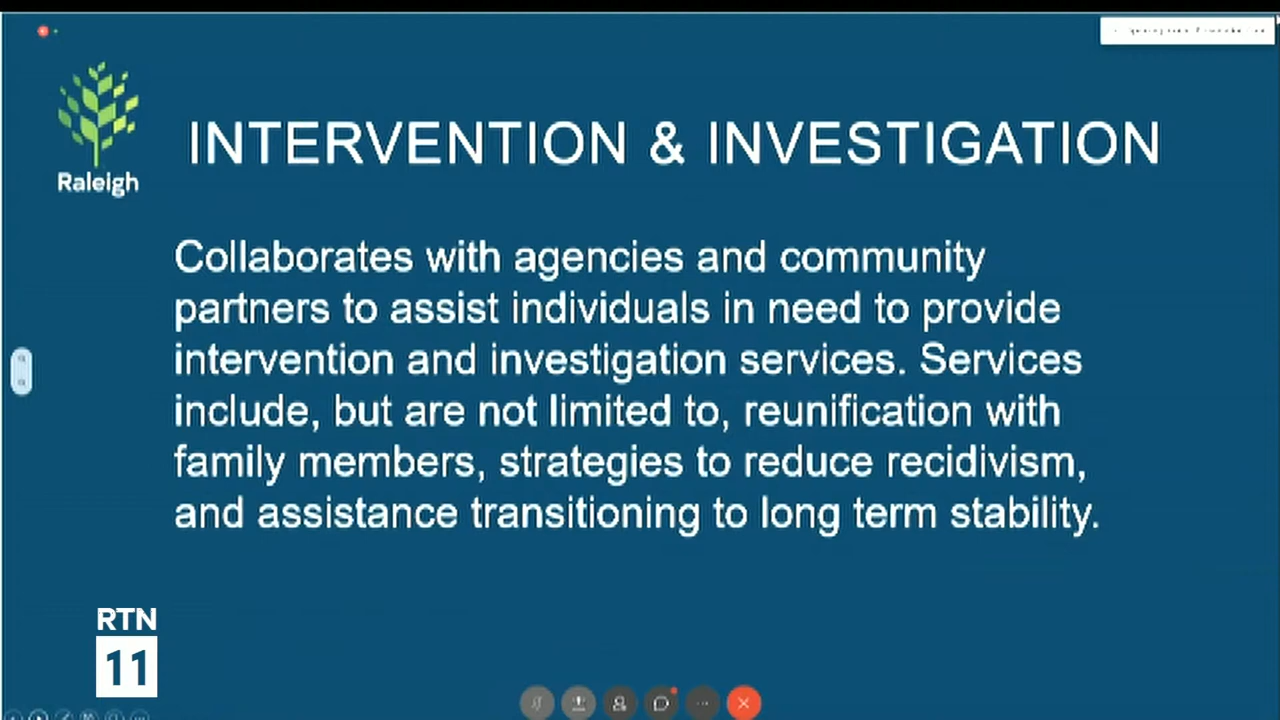 Raleigh
INTERVENTION & INVESTIGATION
Collaborates with agencies and community
partners to assist individuals in need to provide
intervention and investigation services. Services
include, but are not limited to, reunification with
family members, strategies to reduce recidivism,
and assistance transitioning to long term stability.
RTN
11